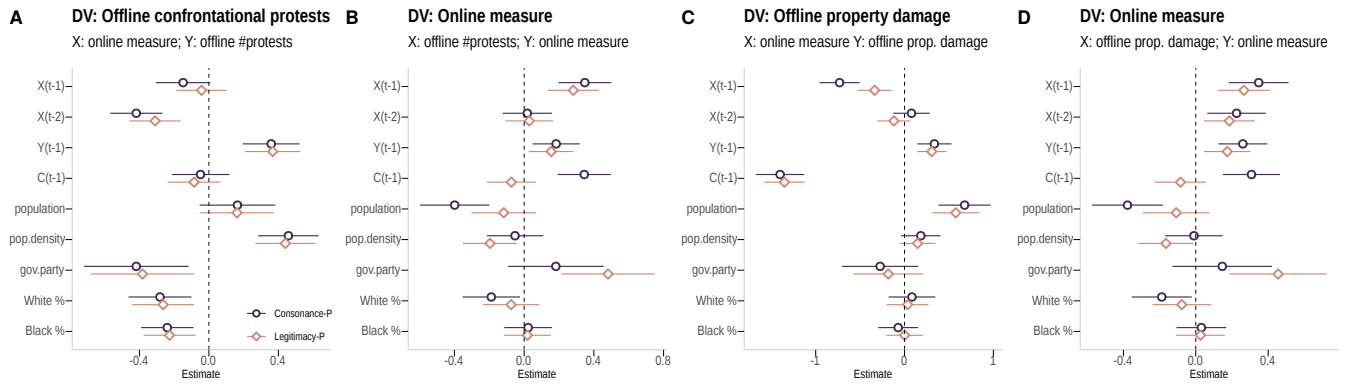 A
DV: Offline confrontational protests
X: online measure; Y: offline #protests
X(t-1)
X(t-2)
Y(t-1)
C(t-1)
population
pop.density
gov.party
White %
Black %
Consonance-P
Legitimacy-P
-0.4
0.0
0.4
Estimate
B
DV: Online measure
X: offline #protests; Y: online measure
X(t-1)
X(t-2)
Y(t-1)
C(t-1)
population
pop.density
gov.party
White %
Black %
-0.4
0.0
0.4
0.8
Estimate
C
DV: Offline property damage
X: online measure Y: offline prop. damage
X(t-1)
X(t-2)
Y(t-1)
C(t-1)
population
pop.density
gov.party
White %
Black %
-1
0
1
Estimate
D
DV: Online measure
X: offline prop. damage; Y: online measure
X(t-1)
X(t-2)
Y(t-1)
C(t-1)
population
pop.density
gov.party
White %
Black %
-0.4
0.0
0.4
Estimate